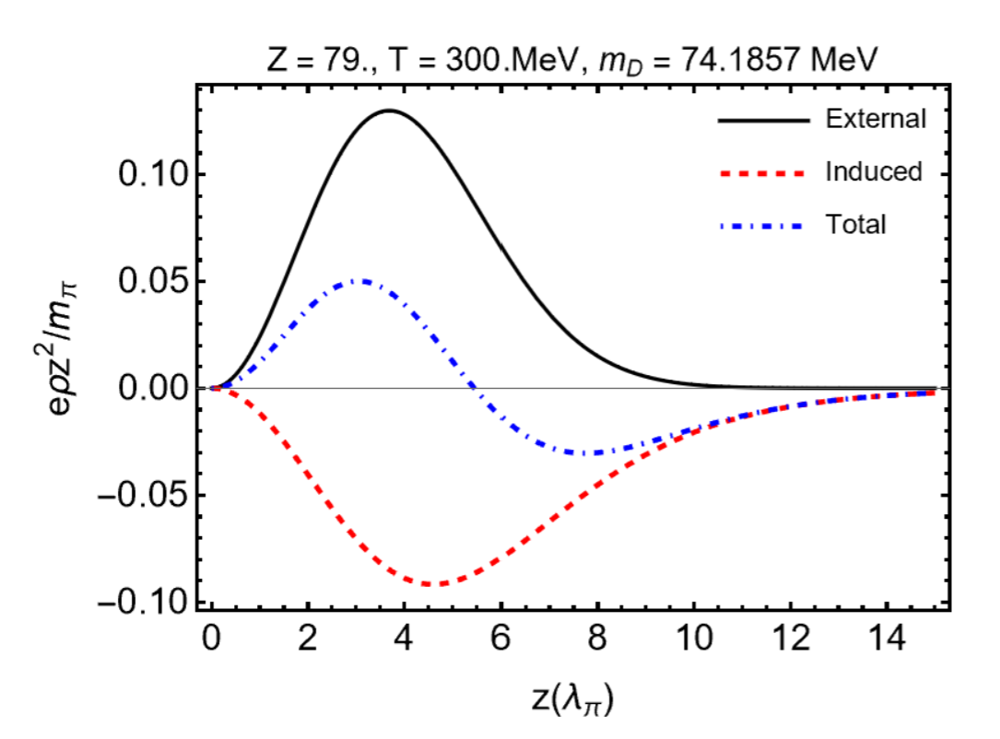 Z = 79., T = 300.MeV, m_D = 74.1857 MeV
External
Induced
Total
0.10
0.05
0.00
−0.05
−0.10
eρz²/m_π
0 2 4 6 8 10 12 14
z(λ_π)